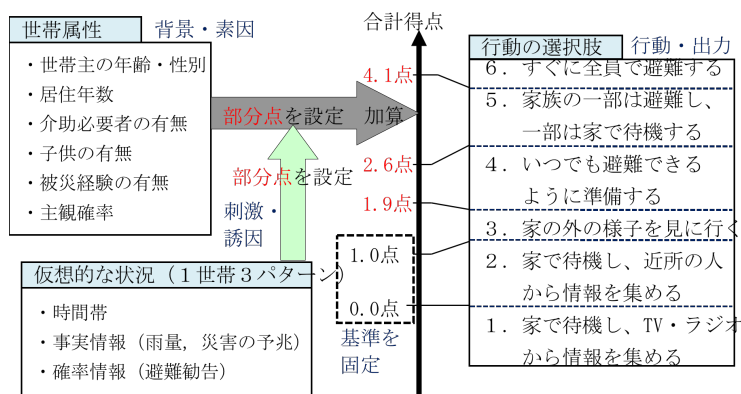 世帯属性
背景・素因
・世帯主の年齢・性別
・居住年数
・介助必要者の有無
・子供の有無
・被災経験の有無
・主観確率
部分点を設定
加算
部分点を設定
刺激・
誘因
仮想的な状況（１世帯３パターン）
・時間帯
・事実情報（雨量，災害の予兆）
・確率情報（避難勧告）
合計得点
4.1点
2.6点
1.9点
1.0点
0.0点
基準を
固定
行動の選択肢
行動・出力
６．すぐに全員で避難する
５．家族の一部は避難し、
一部は家で待機する
４．いつでも避難できる
ように準備する
３．家の外の様子を見に行く
２．家で待機し、近所の人
から情報を集める
１．家で待機し、TV・ラジオ
から情報を集める